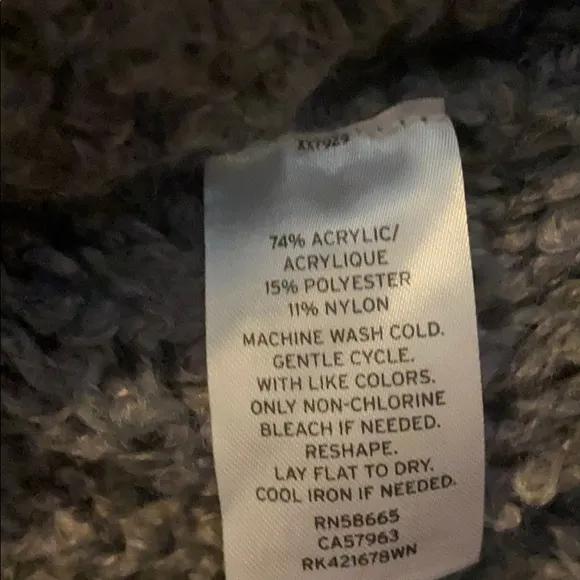 74% ACRYLIC/
ACRYLIQUE
15% POLYESTER
11% NYLON
MACHINE WASH COLD.
GENTLE CYCLE.
WITH LIKE COLORS.
ONLY NON-CHLORINE
BLEACH IF NEEDED.
RESHAPE.
LAY FLAT TO DRY.
COOL IRON IF NEEDED.
RN58665
CA57963
RK421678WN